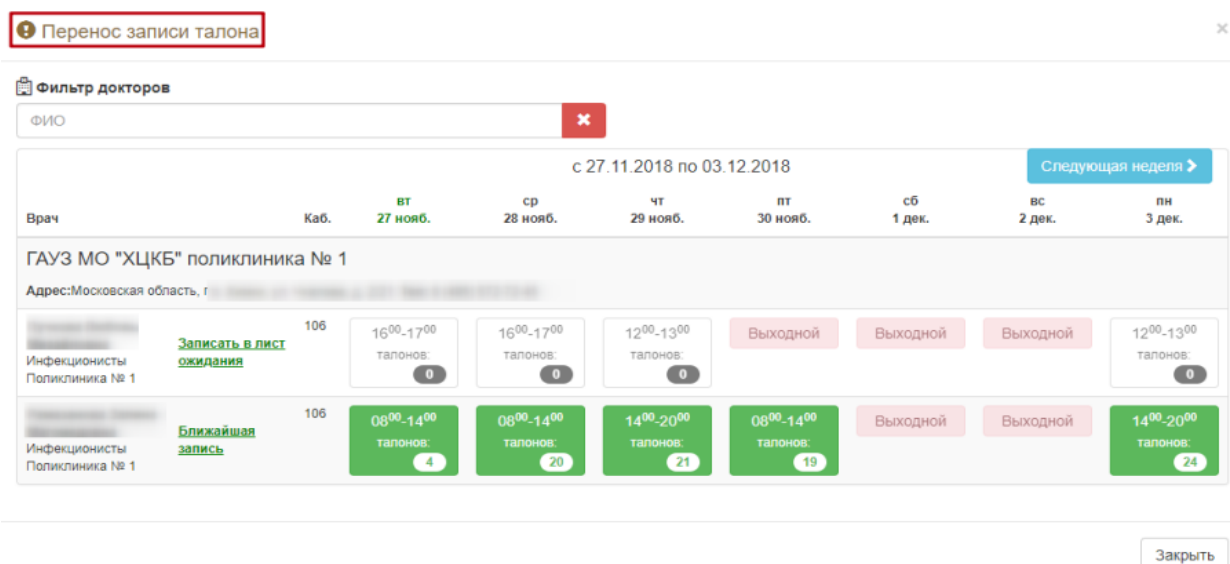 Перенос записи талона
×
Фильтр докторов
ФИО
с 27.11.2018 по 03.12.2018
Следующая неделя
Врач Каб. вт 27 нояб. ср 28 нояб. чт 29 нояб. пт 30 нояб. сб 1 дек. вс 2 дек. пн 3 дек.
ГАУЗ МО "ХЦКБ" поликлиника № 1
Адрес:Московская область, г
Инфекционисты
Поликлиника № 1
Записать в лист
ожидания
106
16⁰⁰-17⁰⁰ талонов: 0
16⁰⁰-17⁰⁰ талонов: 0
12⁰⁰-13⁰⁰ талонов: 0
Выходной
Выходной
Выходной
12⁰⁰-13⁰⁰ талонов: 0
Инфекционисты
Поликлиника № 1
Ближайшая
запись
106
08⁰⁰-14⁰⁰ талонов: 4
08⁰⁰-14⁰⁰ талонов: 20
14⁰⁰-20⁰⁰ талонов: 21
08⁰⁰-14⁰⁰ талонов: 19
Выходной
Выходной
14⁰⁰-20⁰⁰ талонов: 24
Закрыть